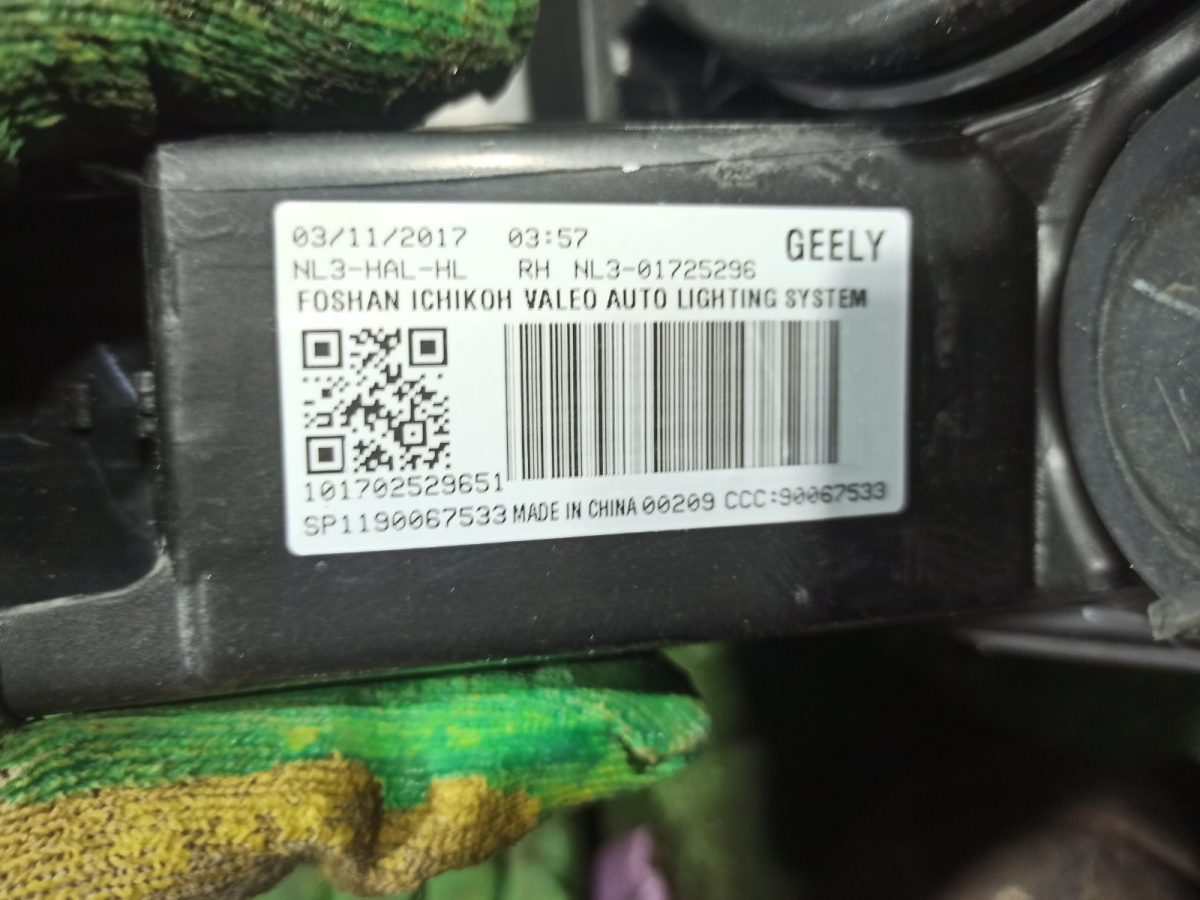 03/11/2017 03:57 GEELY
NL3-HAL-HL RH NL3-01725296
FOSHAN ICHIKOH VALEO AUTO LIGHTING SYSTEM
101702529651
SP1190067533 MADE IN CHINA 00209 CCC:90067533